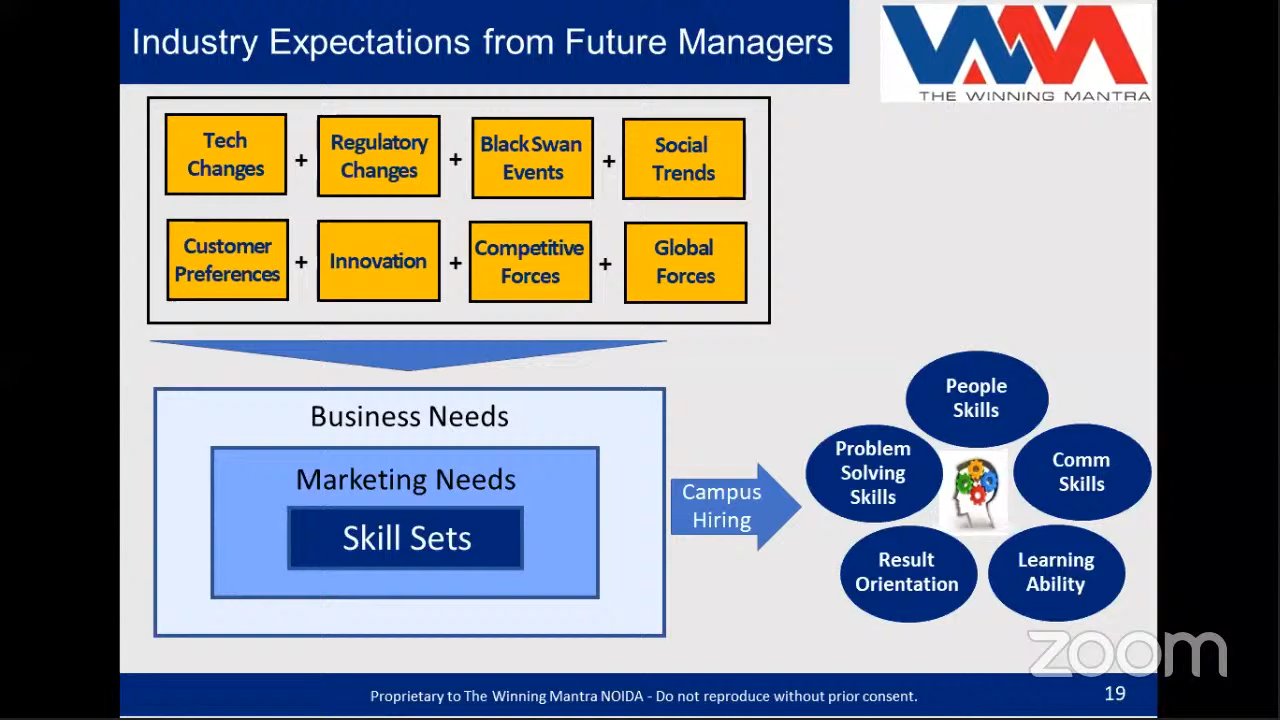 Industry Expectations from Future Managers
THE WINNING MANTRA
Tech
Changes
+
Regulatory
Changes
+
Black Swan
Events
+
Social
Trends
Customer
Preferences
+
Innovation
+
Competitive
Forces
+
Global
Forces
Business Needs
Marketing Needs
Skill Sets
Campus
Hiring
People
Skills
Problem
Solving
Skills
Comm
Skills
Result
Orientation
Learning
Ability
zoom
Proprietary to The Winning Mantra NOIDA - Do not reproduce without prior consent.
19